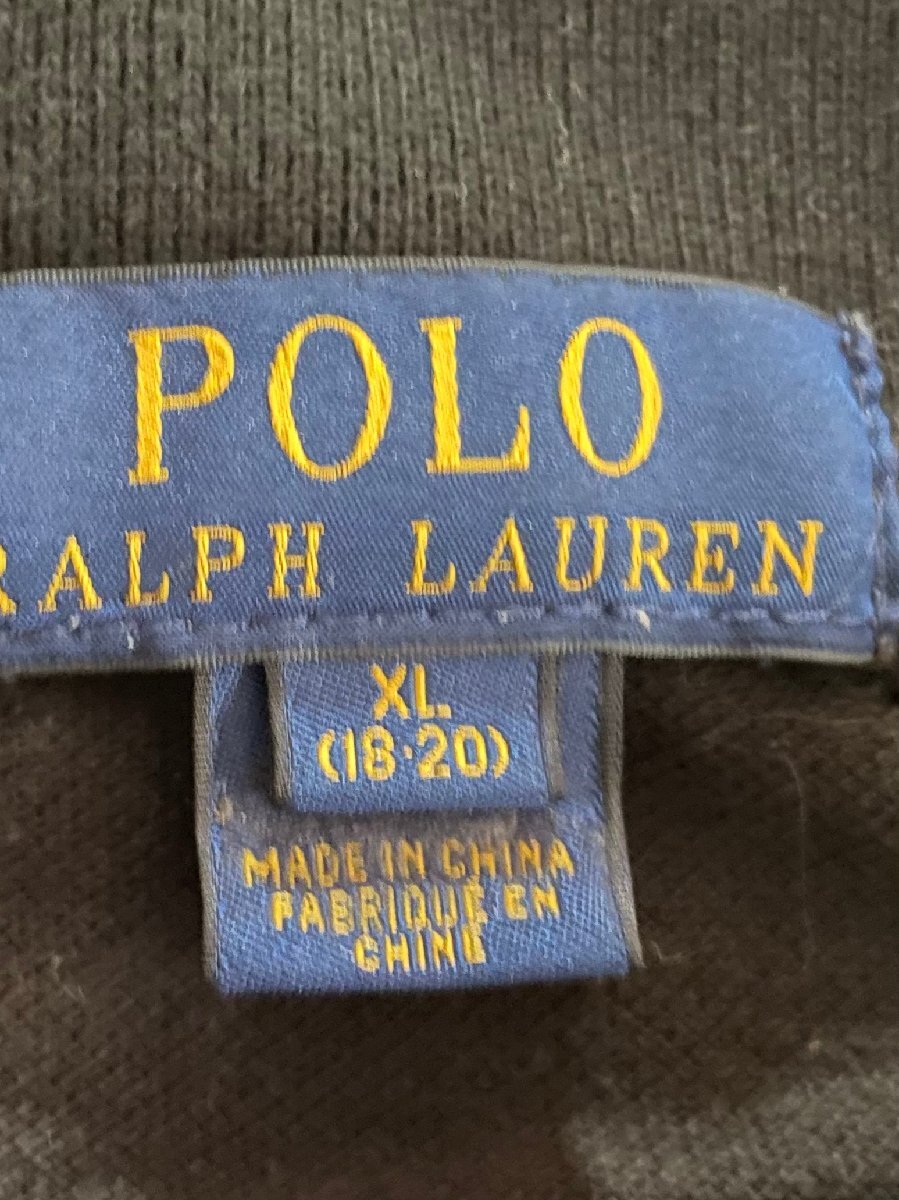 POLO
RALPH LAUREN
XL
(18·20)
MADE IN CHINA
FABRIQUÉ EN
CHINE